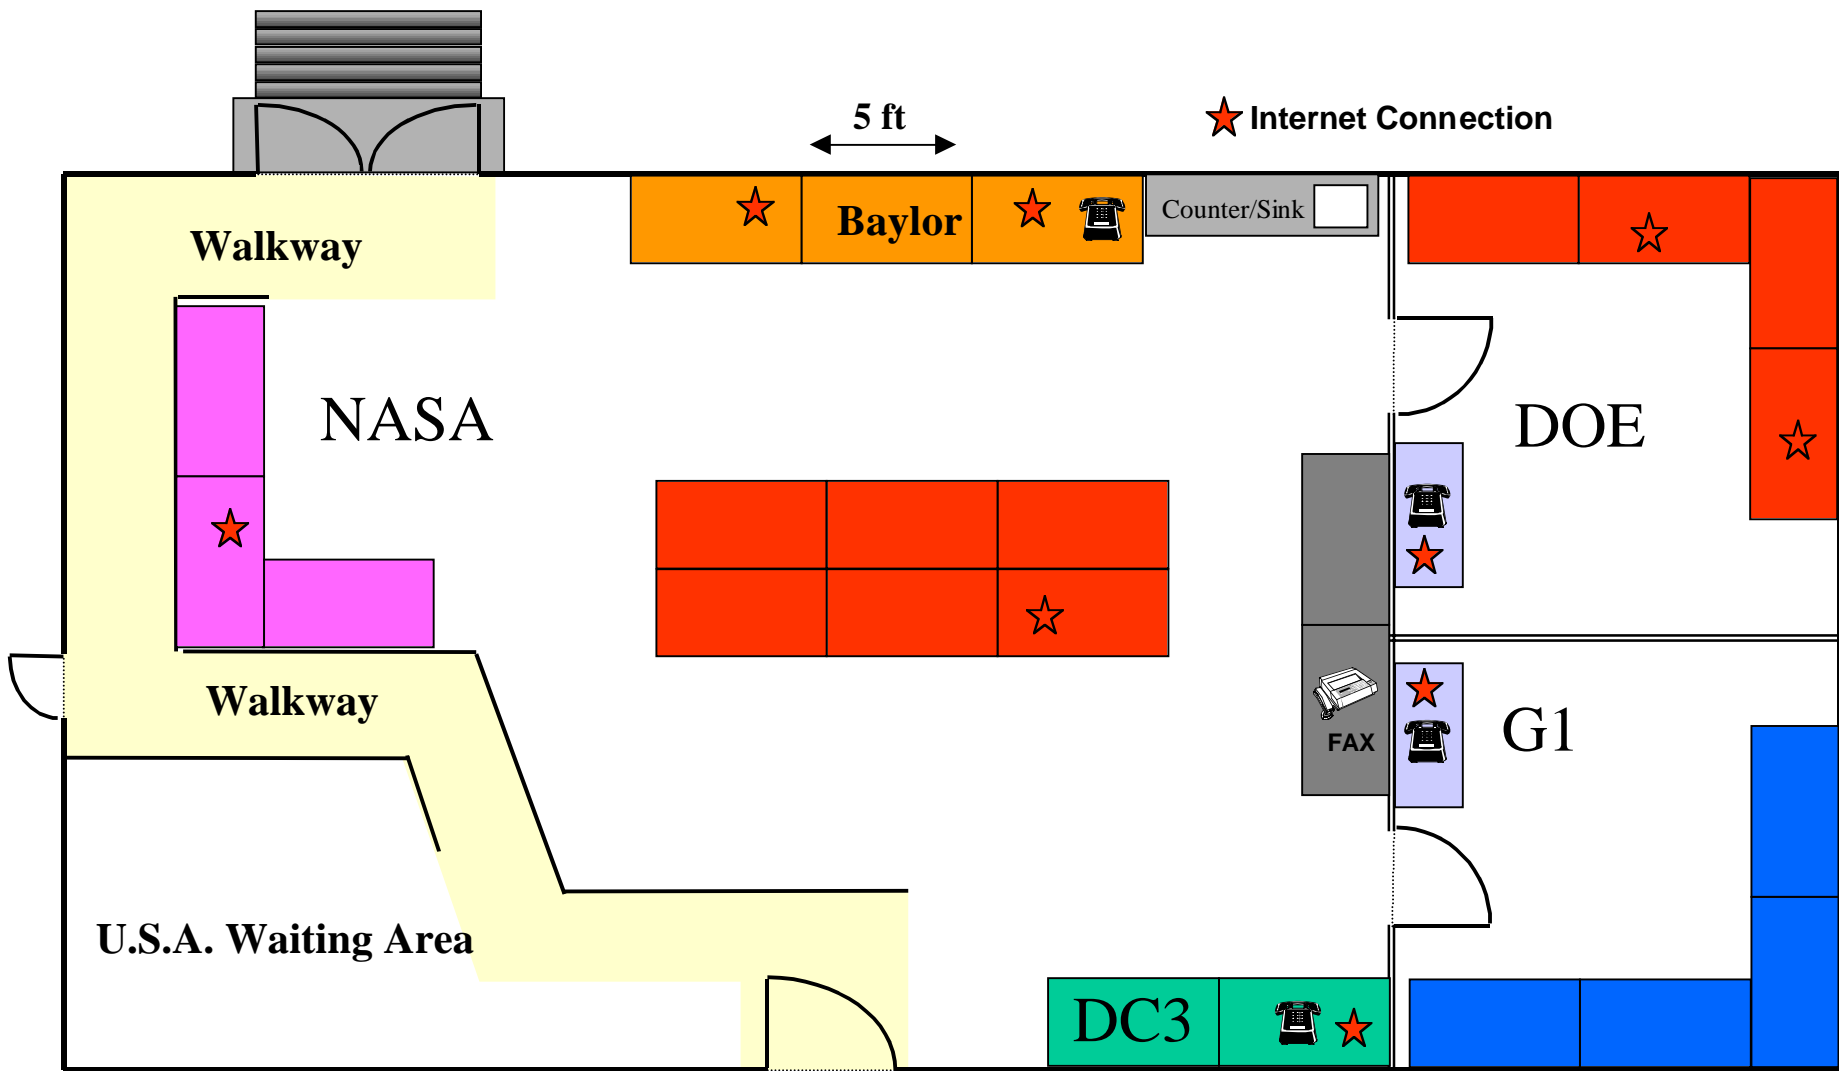 5 ft
Internet Connection
Baylor
Counter/Sink
Walkway
NASA
DOE
Walkway
FAX
G1
U.S.A. Waiting Area
DC3